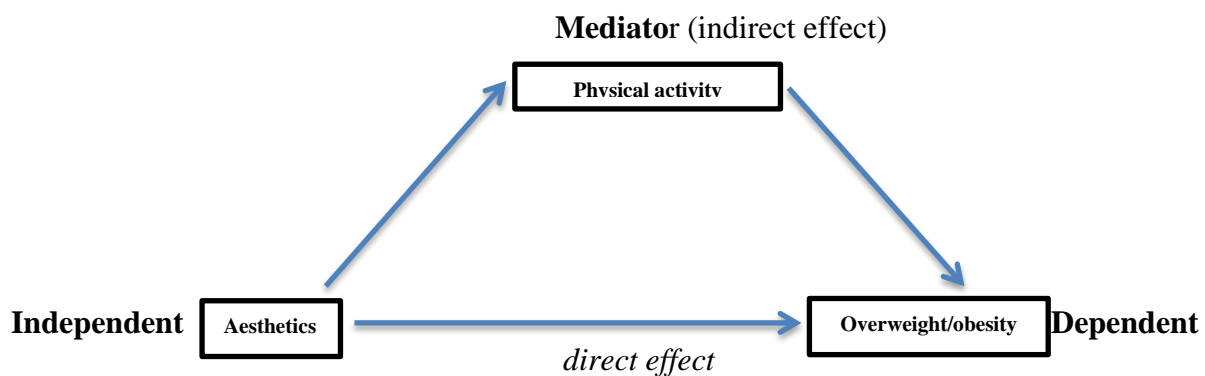 Mediator (indirect effect)
Physical activity
Independent
Aesthetics
Overweight/obesity
Dependent
direct effect